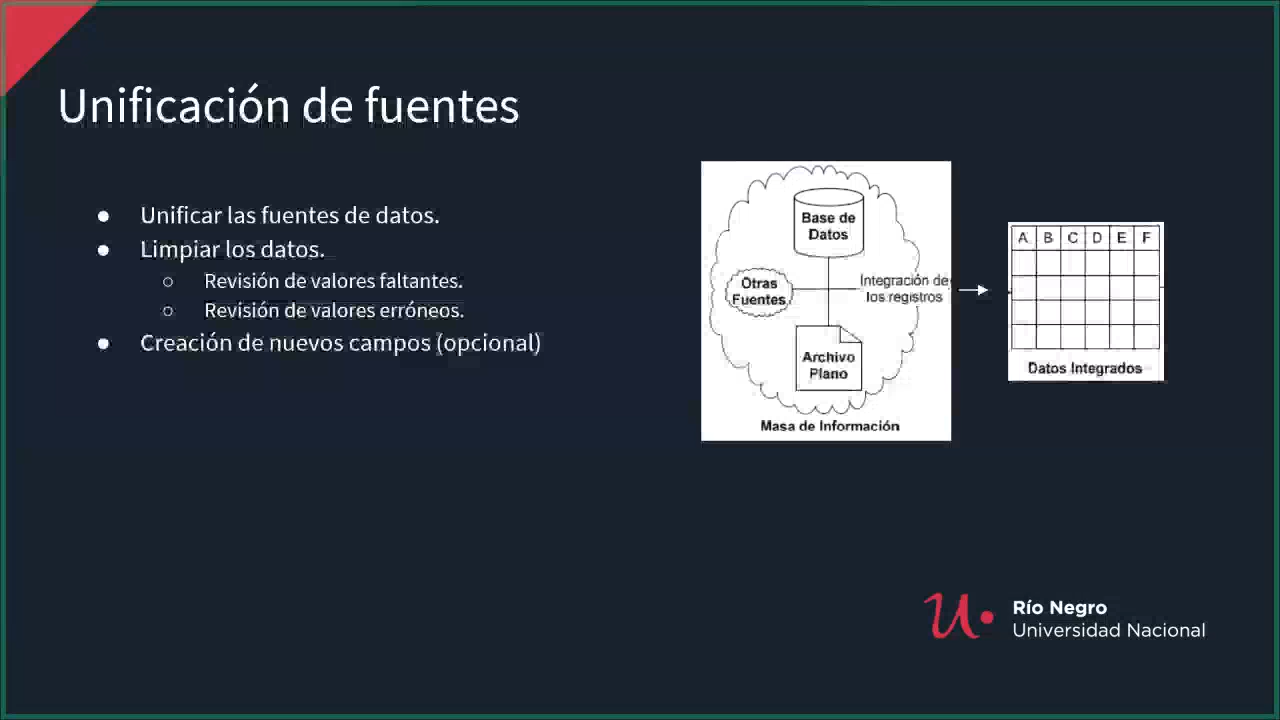 Unificación de fuentes
● Unificar las fuentes de datos.
● Limpiar los datos.
○ Revisión de valores faltantes.
○ Revisión de valores erróneos.
● Creación de nuevos campos (opcional)
Base de
Datos
Otras
Fuentes
Integración de
los registros
Archivo
Plano
Masa de Información
A B C D E F
Datos Integrados
Río Negro
Universidad Nacional